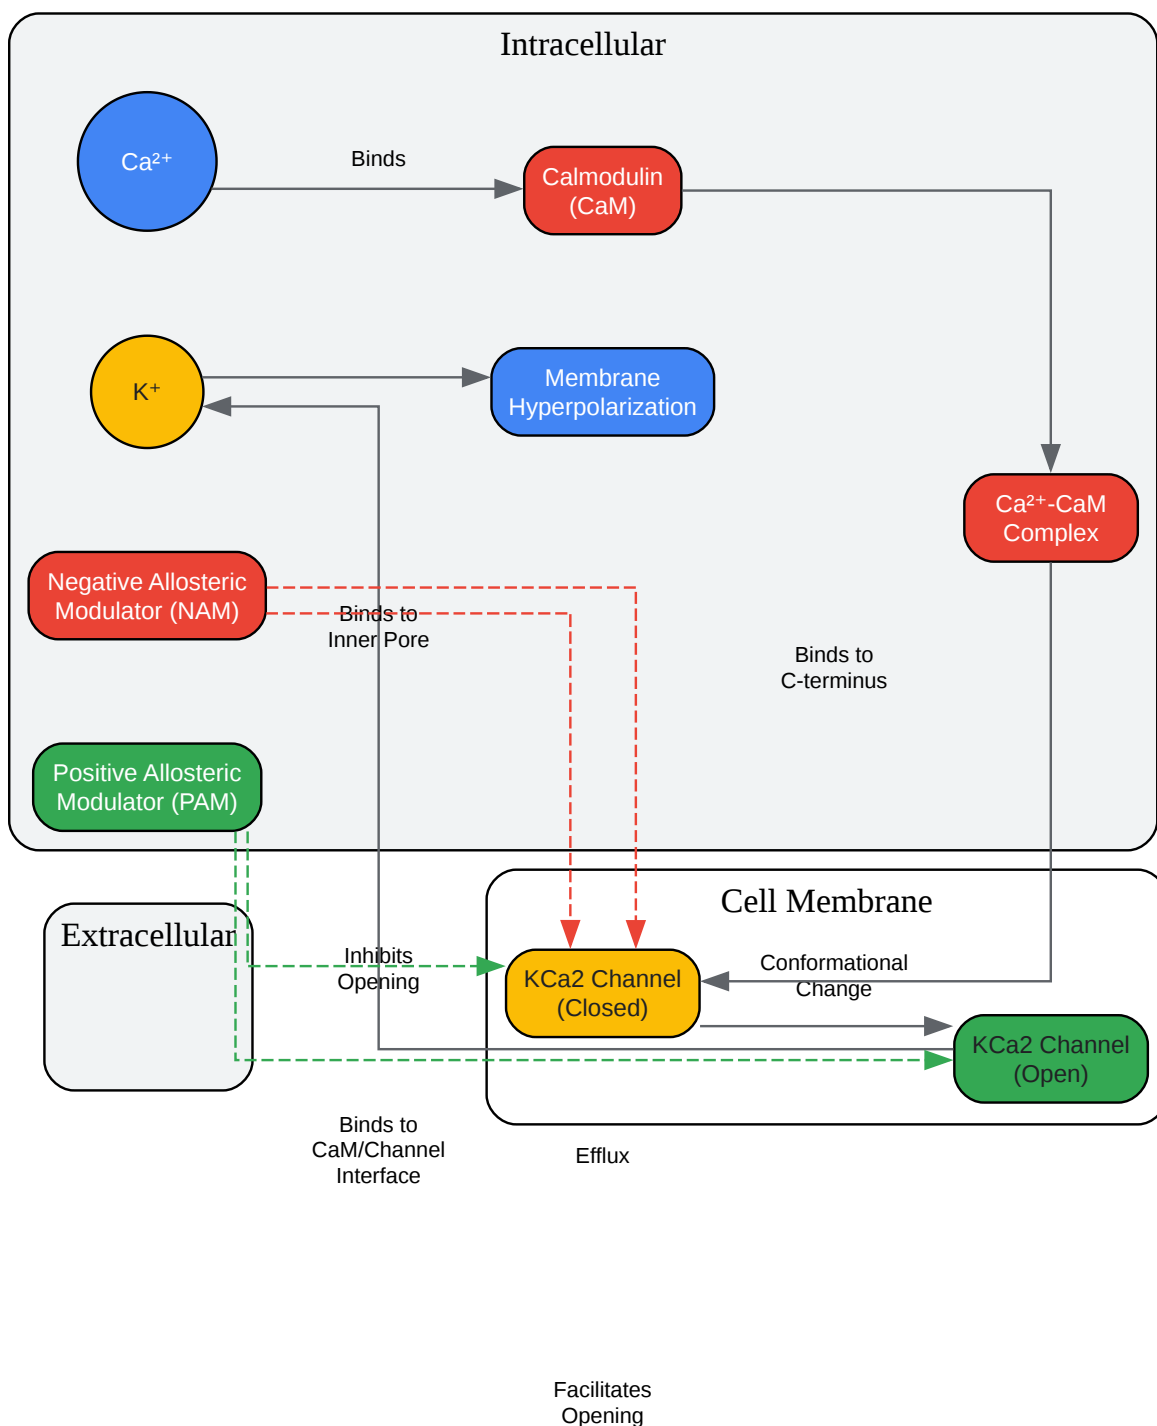 Intracellular
Ca²⁺
Binds
Calmodulin
(CaM)
K⁺
Membrane
Hyperpolarization
Ca²⁺-CaM
Complex
Negative Allosteric
Modulator (NAM)
Binds to
Inner Pore
Binds to
C-terminus
Positive Allosteric
Modulator (PAM)
Cell Membrane
Extracellular
Inhibits
Opening
KCa2 Channel
(Closed)
Conformational
Change
KCa2 Channel
(Open)
Binds to
CaM/Channel
Interface
Efflux
Facilitates
Opening